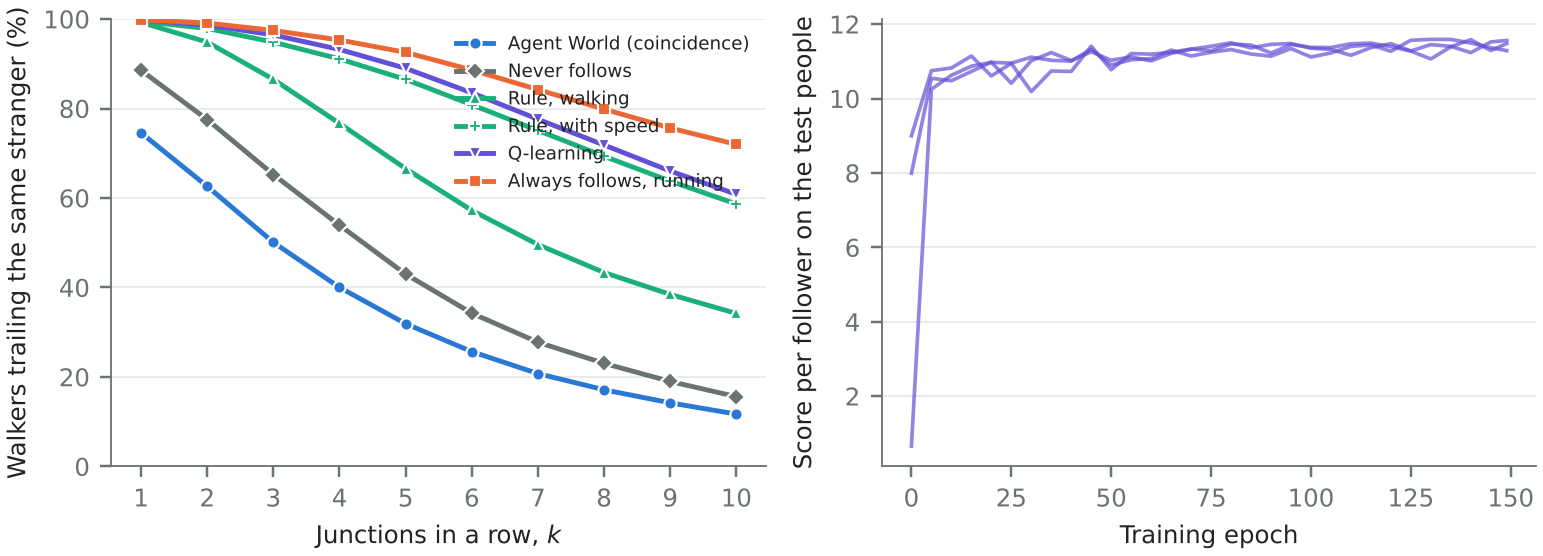 Walkers trailing the same stranger (%)
100
80
60
40
20
0
Agent World (coincidence)
Never follows
Rule, walking
Rule, with speed
Q-learning
Always follows, running
1 2 3 4 5 6 7 8 9 10
Junctions in a row, k
Score per follower on the test people
12
10
8
6
4
2
0 25 50 75 100 125 150
Training epoch